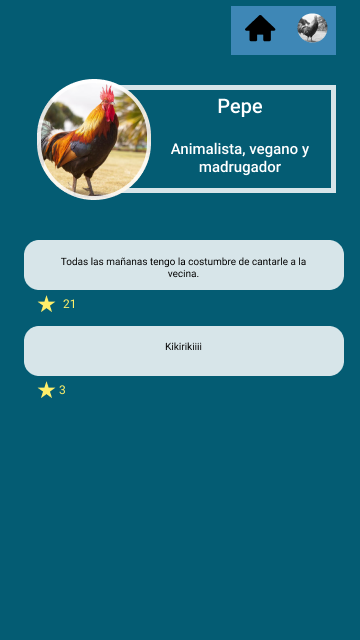 Pepe
Animalista, vegano y
madrugador
Todas las mañanas tengo la costumbre de cantarle a la
vecina.
21
Kikirikiiii
3